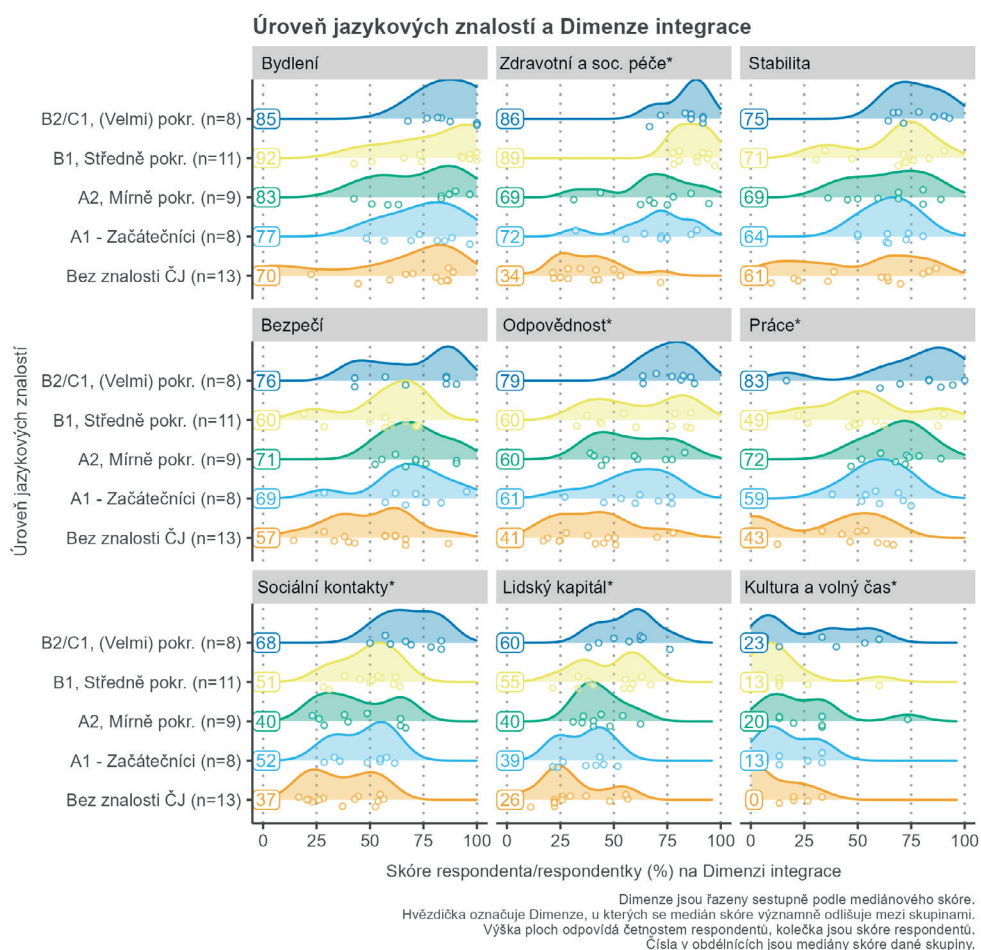 Úroveň jazykových znalostí a Dimenze integrace
Bydlení
Zdravotní a soc. péče*
Stabilita
B2/C1, (Velmi) pokr. (n=8)
85
86
75
B1, Středně pokr. (n=11)
92
89
71
A2, Mírně pokr. (n=9)
83
69
69
A1 - Začátečníci (n=8)
77
72
64
Bez znalosti ČJ (n=13)
70
34
61
Bezpečí
Odpovědnost*
Práce*
B2/C1, (Velmi) pokr. (n=8)
76
79
83
B1, Středně pokr. (n=11)
60
60
49
A2, Mírně pokr. (n=9)
71
60
72
A1 - Začátečníci (n=8)
69
61
59
Bez znalosti ČJ (n=13)
57
41
43
Úroveň jazykových znalostí
Sociální kontakty*
Lidský kapitál*
Kultura a volný čas*
B2/C1, (Velmi) pokr. (n=8)
68
60
23
B1, Středně pokr. (n=11)
51
55
13
A2, Mírně pokr. (n=9)
40
40
20
A1 - Začátečníci (n=8)
52
39
13
Bez znalosti ČJ (n=13)
37
26
0
0 25 50 75 100
0 25 50 75 100
0 25 50 75 100
Skóre respondenta/respondentky (%) na Dimenzi integrace
Dimenze jsou řazeny sestupně podle mediánového skóre.
Hvězdička označuje Dimenze, u kterých se medián skóre významně odlišuje mezi skupinami.
Výška ploch odpovídá četnostem respondentů, kolečka jsou skóre respondentů.
Čísla v obdélnících jsou mediány skóre dané skupiny.